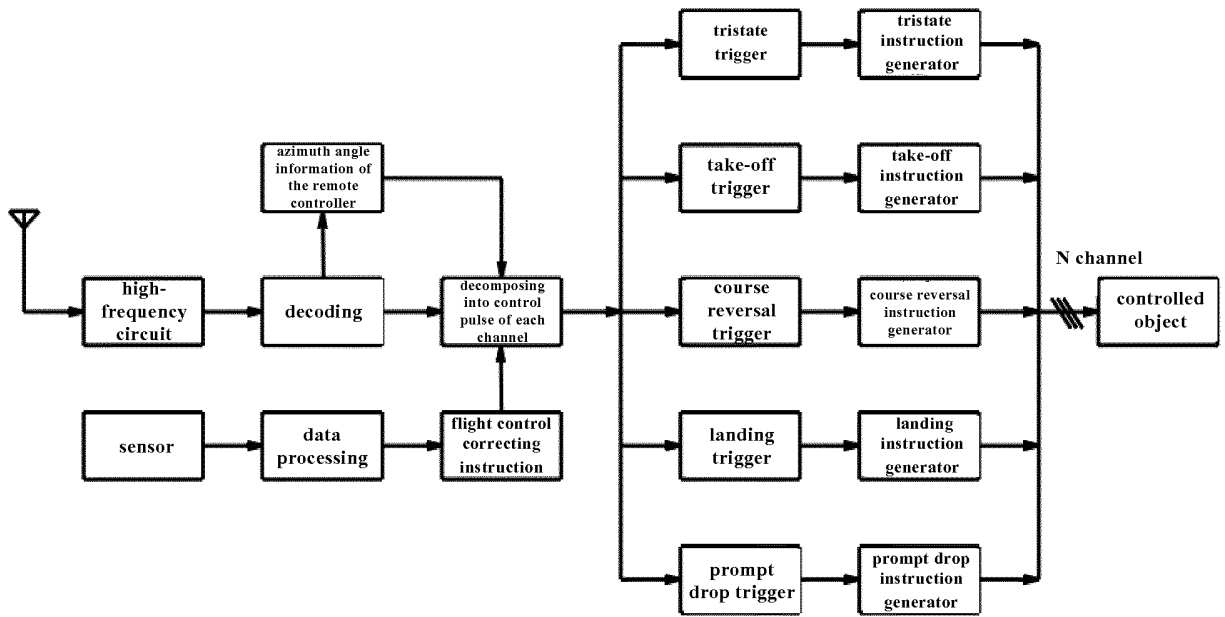 tristate
trigger
tristate
instruction
generator
azimuth angle
information of
the remote
controller
take-off
trigger
take-off
instruction
generator
high-
frequency
circuit
decoding
decomposing
into control
pulse of each
channel
course
reversal
trigger
course reversal
instruction
generator
N channel
controlled
object
sensor
data
processing
flight control
correcting
instruction
landing
trigger
landing
instruction
generator
prompt
drop trigger
prompt drop
instruction
generator